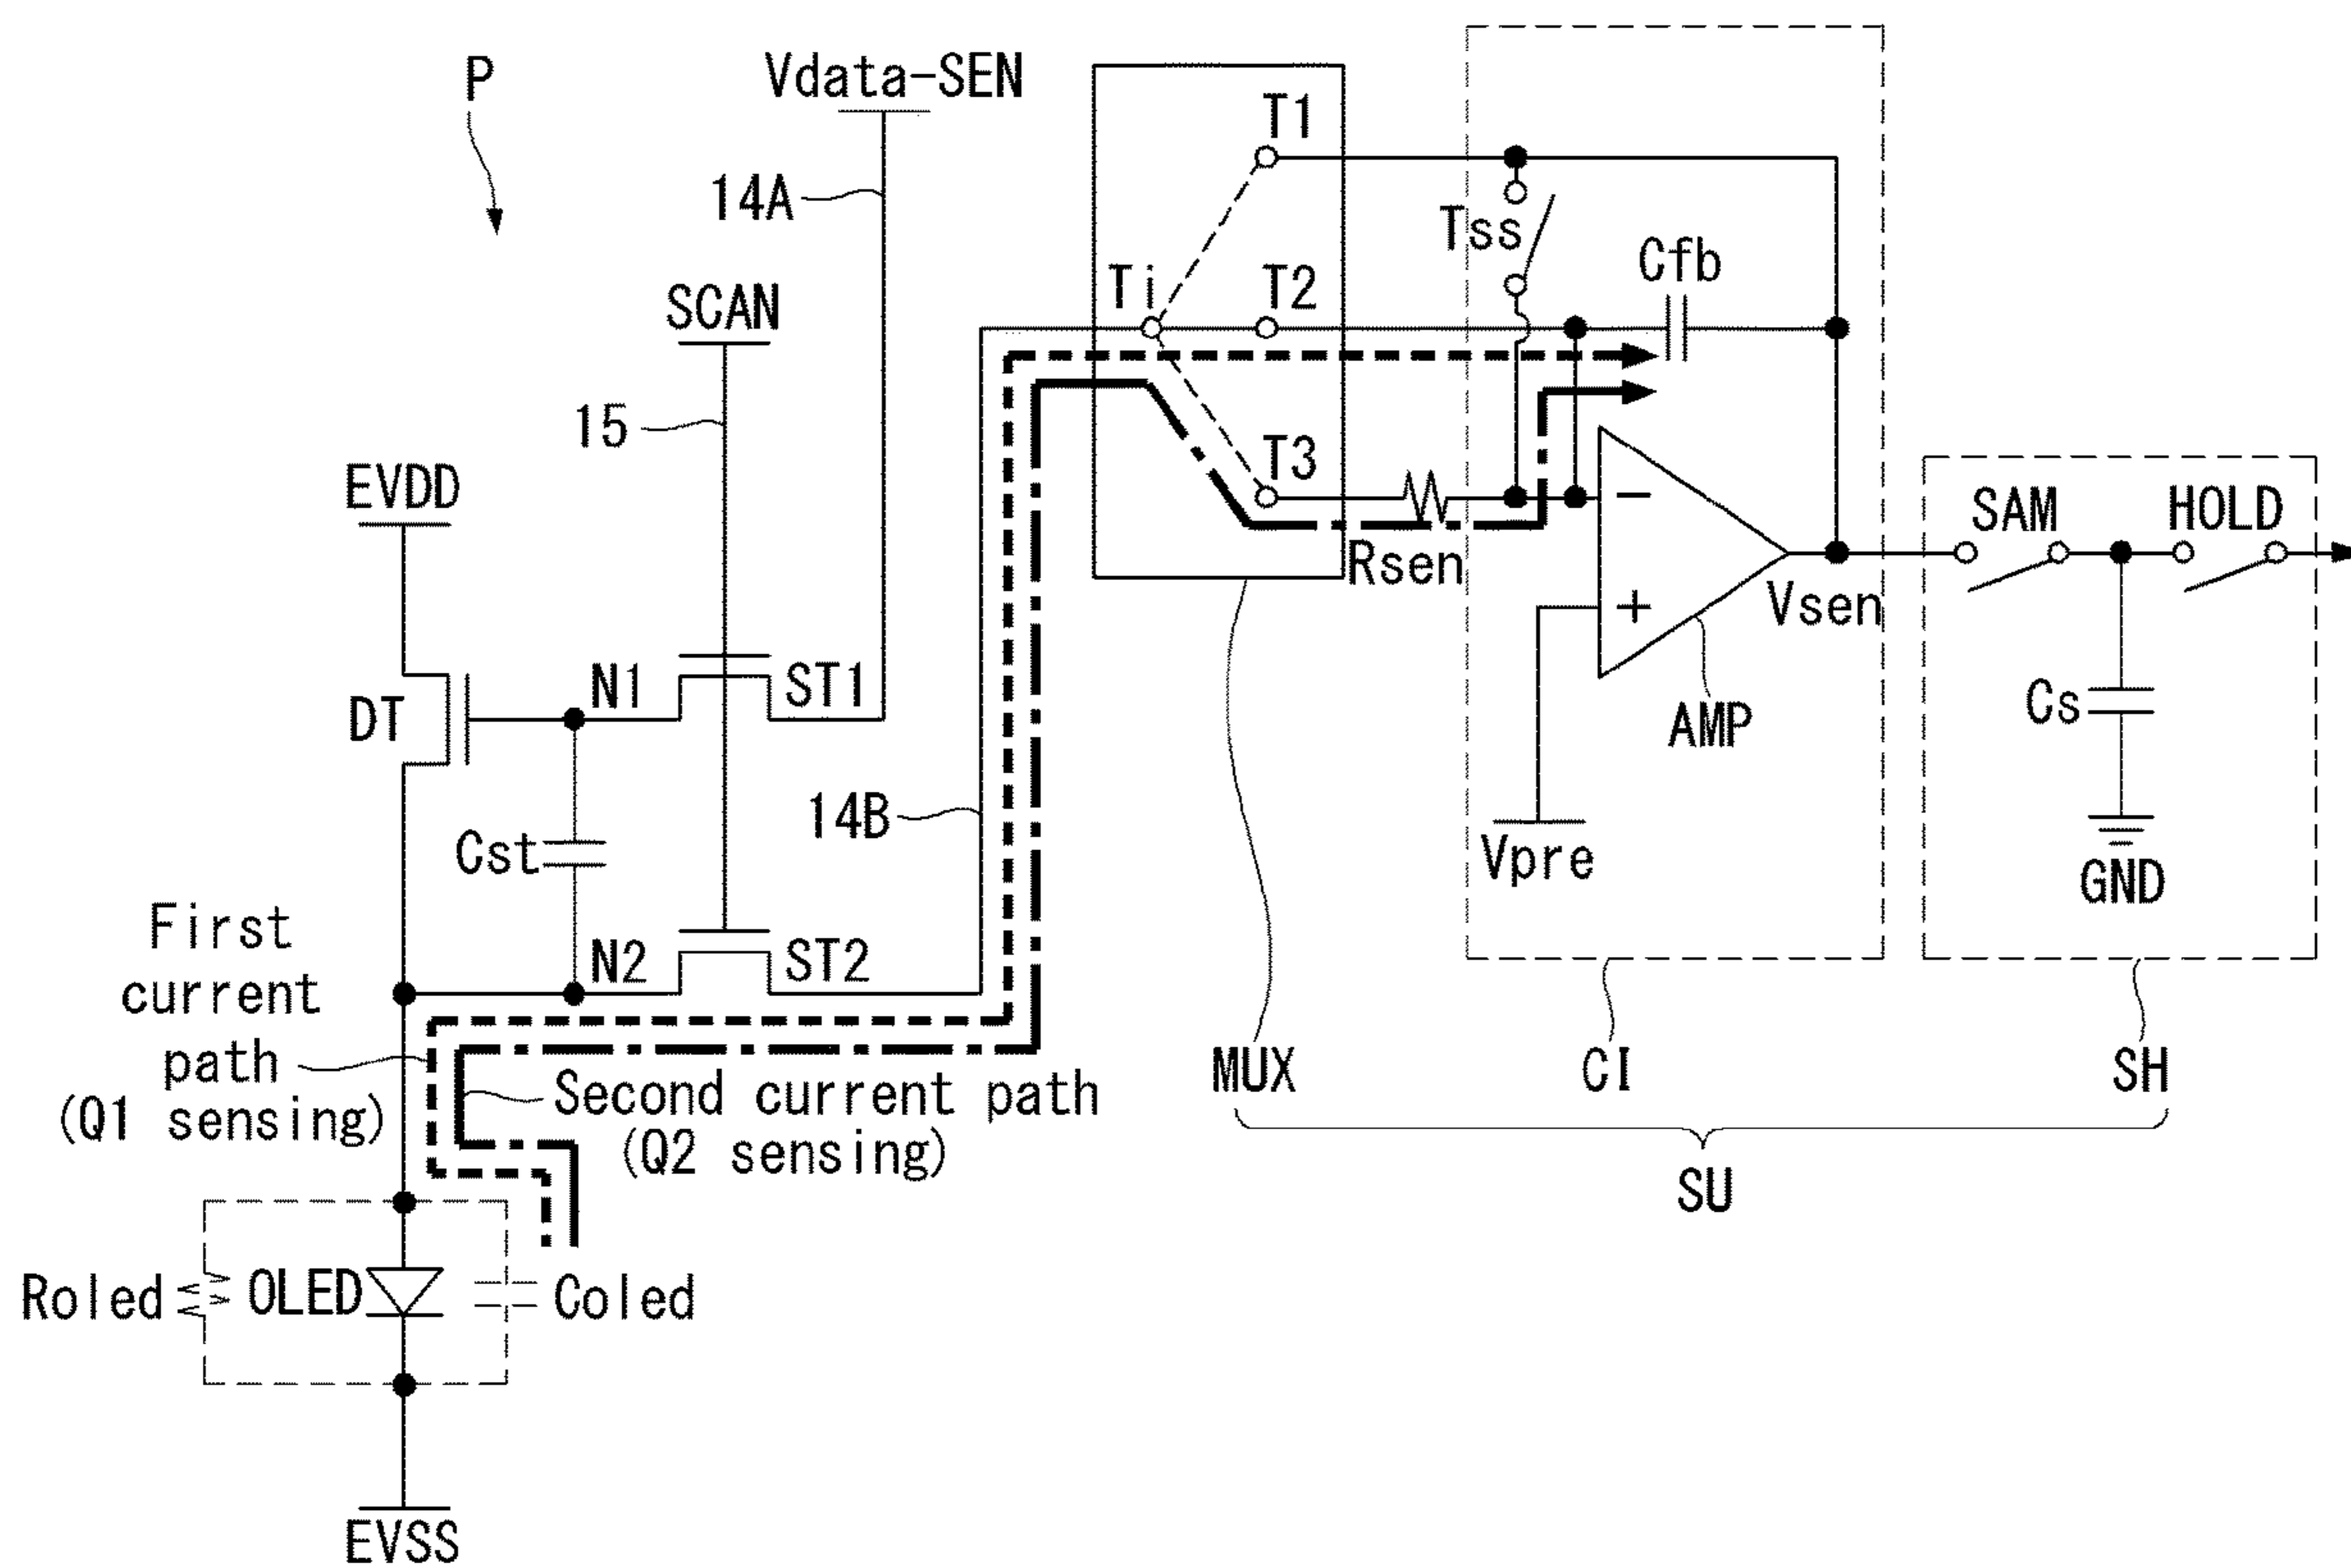 P
Vdata-SEN
T1
14A
Tss
Cfb
Ti
T2
SCAN
15
T3
EVDD
SAM
HOLD
Rsen
Vsen
N1
ST1
DT
AMP
Cs
14B
Cst
Vpre
GND
First
current
path
(Q1 sensing)
N2
ST2
Second current path
(Q2 sensing)
MUX
CI
SH
SU
Roled
OLED
Coled
EVSS